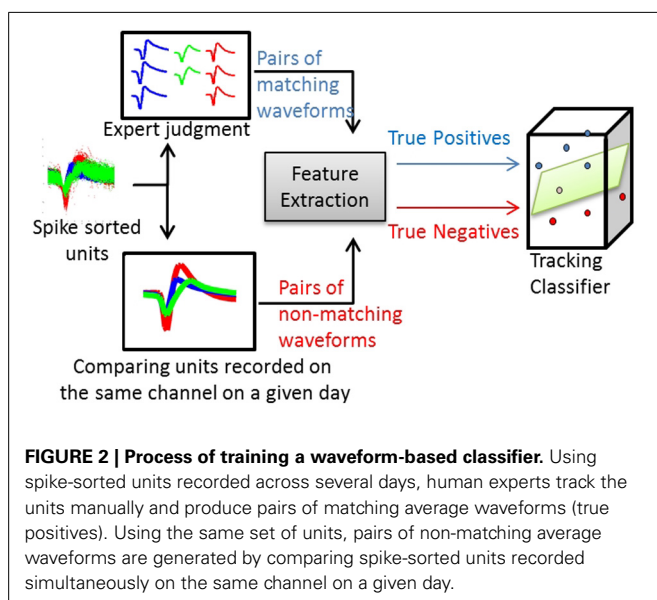 Pairs of
matching
waveforms
Expert judgment
True Positives
Feature
Extraction
True Negatives
Spike sorted
units
Tracking
Classifier
Pairs of
non-matching
waveforms
Comparing units recorded on
the same channel on a given day
FIGURE 2 | Process of training a waveform-based classifier. Using
spike-sorted units recorded across several days, human experts track the
units manually and produce pairs of matching average waveforms (true
positives). Using the same set of units, pairs of non-matching average
waveforms are generated by comparing spike-sorted units recorded
simultaneously on the same channel on a given day.